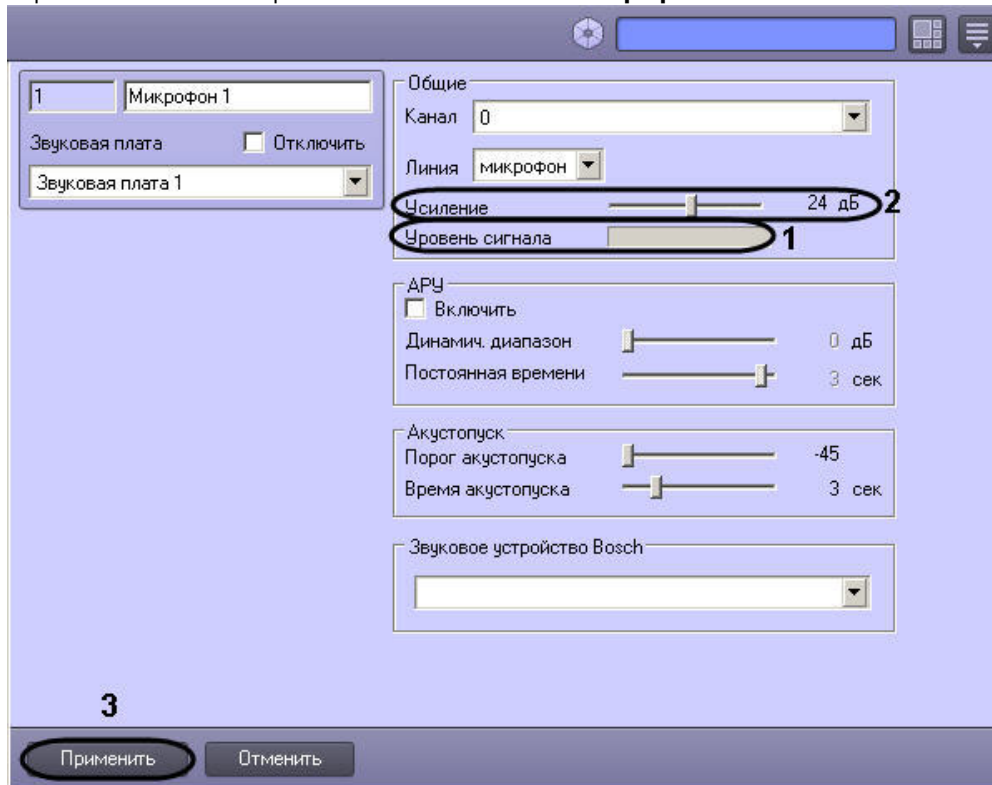 1 Микрофон 1
Звуковая плата Отключить
Звуковая плата 1
Общие
Канал 0
Линия микрофон
Усиление 24 дБ 2
Уровень сигнала 1
АРУ
Включить
Динамич. диапазон 0 дБ
Постоянная времени 3 сек
Акустопуск
Порог акустопуска -45
Время акустопуска 3 сек
Звуковое устройство Bosch
3
Применить Отменить